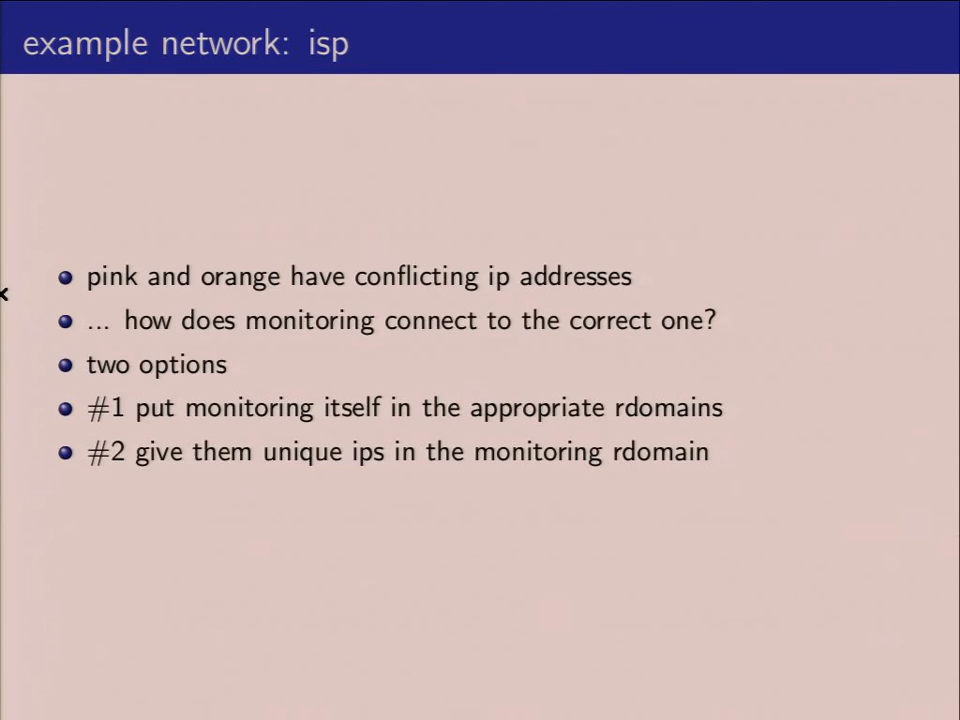 example network: isp
pink and orange have conflicting ip addresses
... how does monitoring connect to the correct one?
two options
#1 put monitoring itself in the appropriate rdomains
#2 give them unique ips in the monitoring rdomain